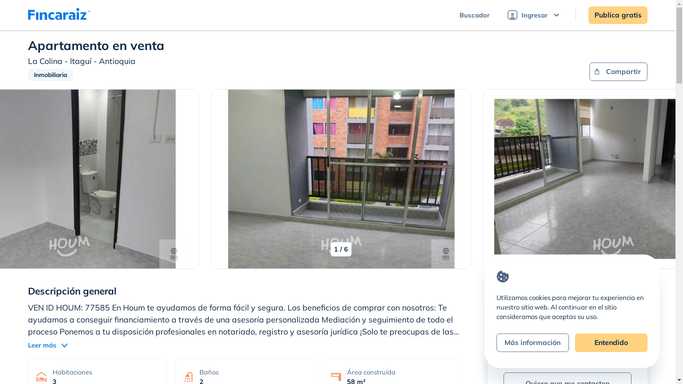 Fincaraiz
Buscador
Ingresar
Publica gratis
Apartamento en venta
La Colina - Itaguí - Antioquia
Inmobiliaria
Compartir
HOUM
HOUM
HOUM
1 / 6
Descripción general
VEN ID HOUM: 77585 En Houm te ayudamos de forma fácil y segura. Los beneficios de comprar con nosotros: Te
ayudamos a conseguir financiamiento a través de una asesoría personalizada Mediación y seguimiento de todo el
proceso Ponemos a tu disposición profesionales en notariado, registro y asesoría jurídica ¡Solo te preocupas de las...
Leer más
Habitaciones
3
Baños
2
Área construida
58 m²
Utilizamos cookies para mejorar tu experiencia en
nuestro sitio web. Al continuar en el sitio
consideramos que aceptas su uso.
Más información
Entendido
Quiero que me contacten